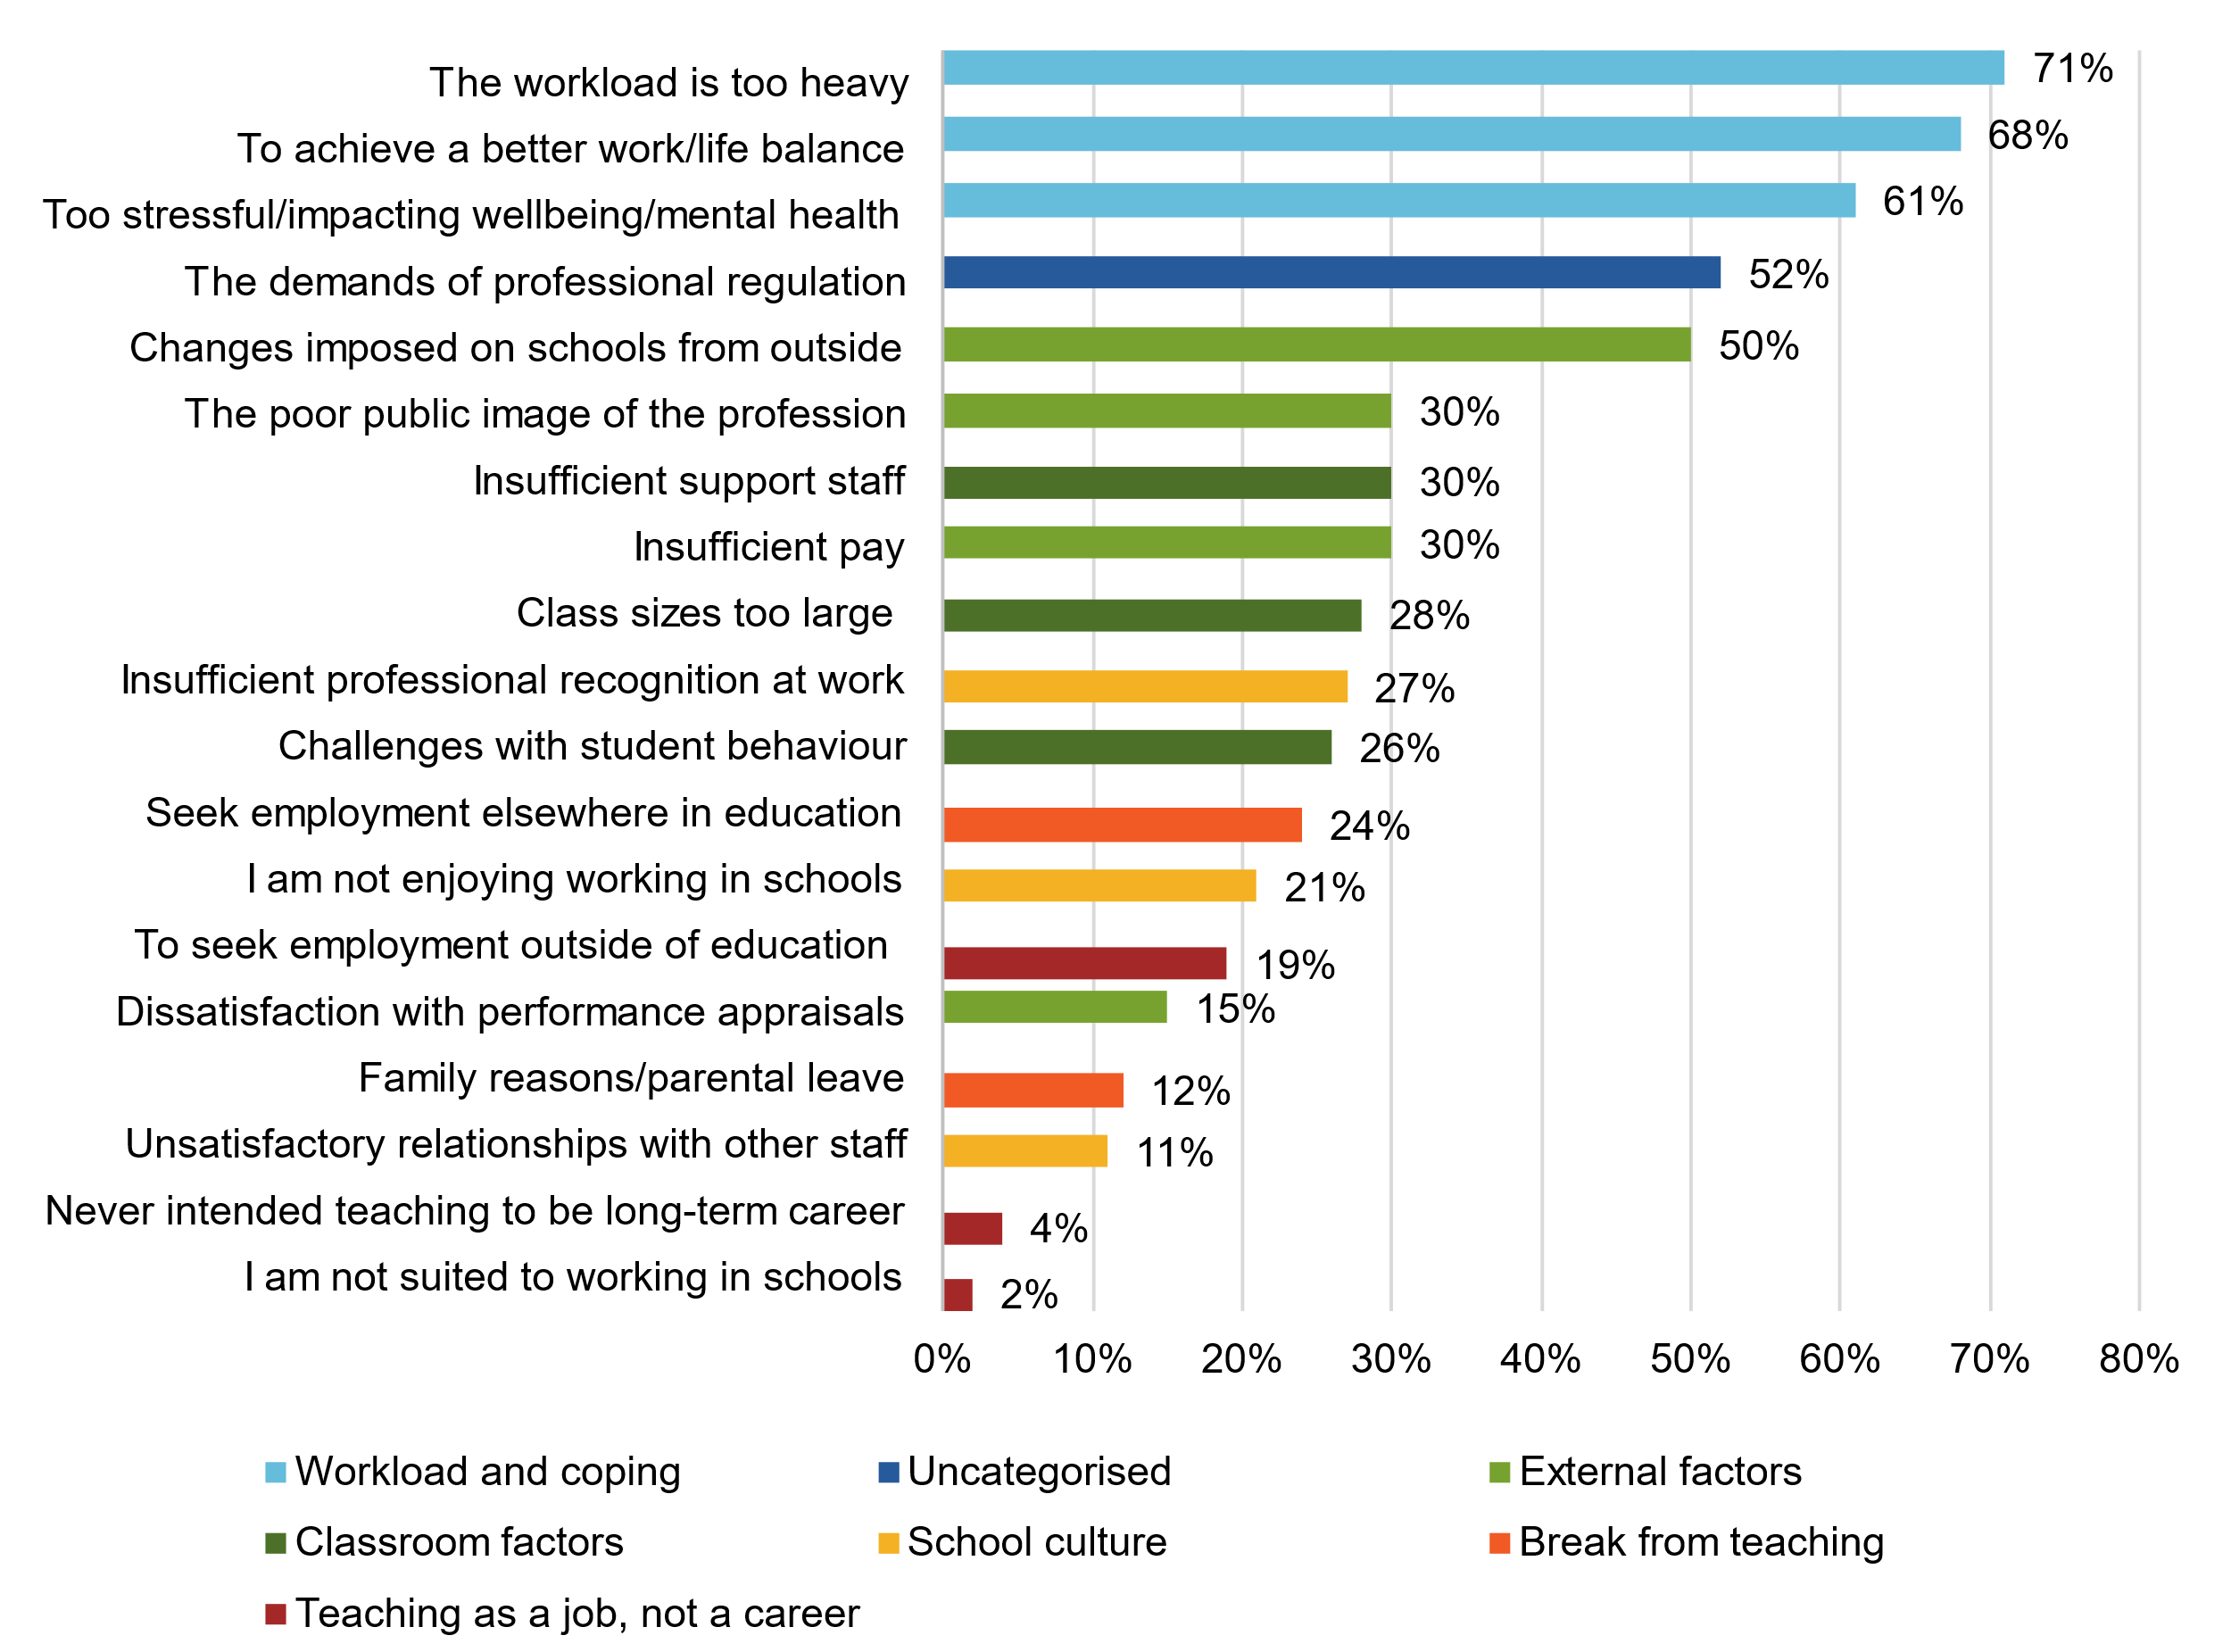 The workload is too heavy 71%
To achieve a better work/life balance 68%
Too stressful/impacting wellbeing/mental health 61%
The demands of professional regulation 52%
Changes imposed on schools from outside 50%
The poor public image of the profession 30%
Insufficient support staff 30%
Insufficient pay 30%
Class sizes too large 28%
Insufficient professional recognition at work 27%
Challenges with student behaviour 26%
Seek employment elsewhere in education 24%
I am not enjoying working in schools 21%
To seek employment outside of education 19%
Dissatisfaction with performance appraisals 15%
Family reasons/parental leave 12%
Unsatisfactory relationships with other staff 11%
Never intended teaching to be long-term career 4%
I am not suited to working in schools 2%
0% 10% 20% 30% 40% 50% 60% 70% 80%
Workload and coping Uncategorised External factors
Classroom factors School culture Break from teaching
Teaching as a job, not a career